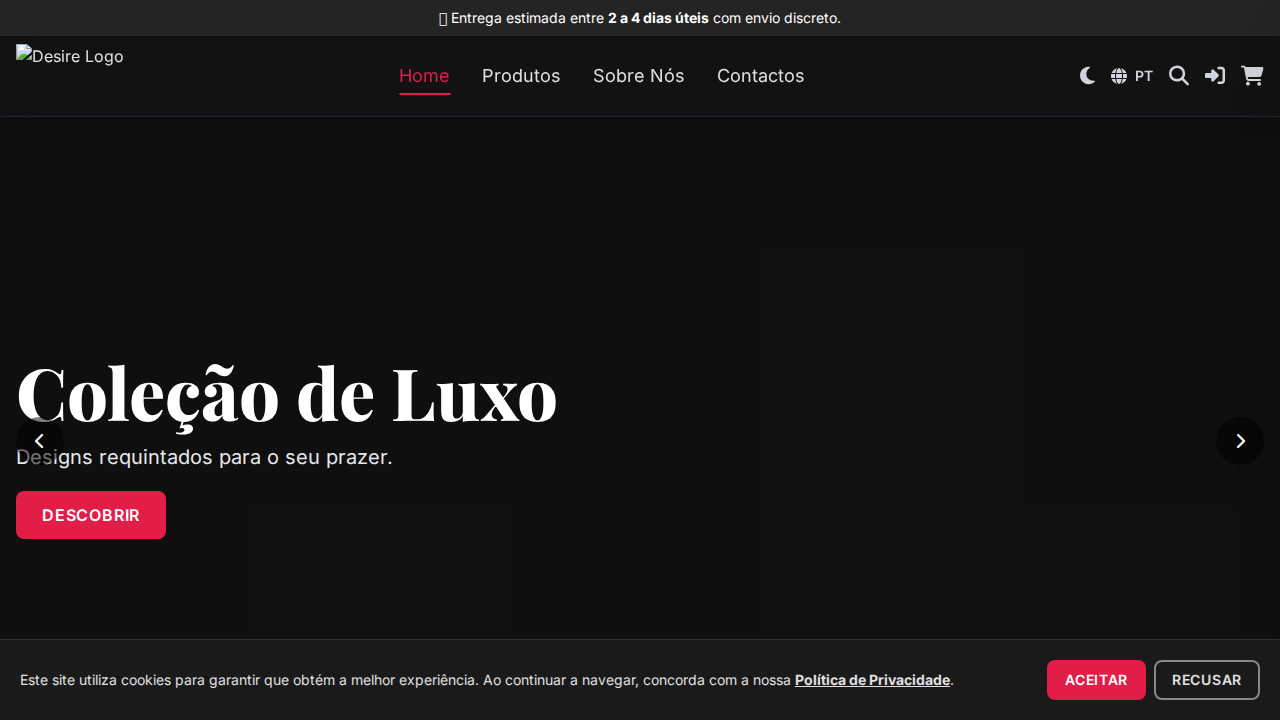 Entrega estimada entre 2 a 4 dias úteis com envio discreto.
Desire Logo
Home Produtos Sobre Nós Contactos
PT
Coleção de Luxo
Designs requintados para o seu prazer.
DESCOBRIR
Este site utiliza cookies para garantir que obtém a melhor experiência. Ao continuar a navegar, concorda com a nossa Política de Privacidade.
ACEITAR RECUSAR